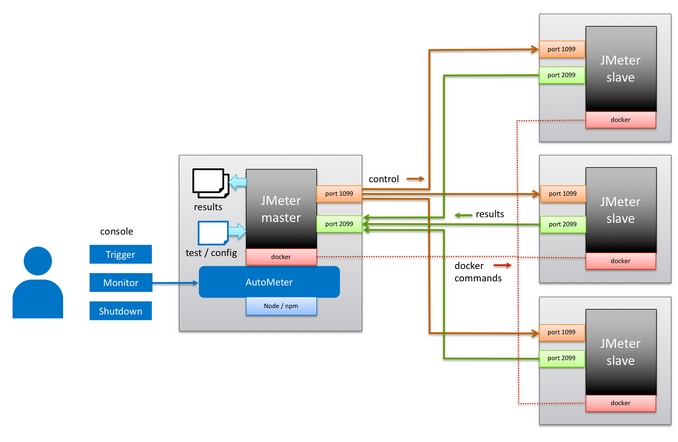 console
Trigger
Monitor
Shutdown
results
test / config
JMeter
master
port 1099
port 2099
docker
AutoMeter
Node / npm
control
results
docker
commands
port 1099
port 2099
JMeter
slave
docker
port 1099
port 2099
JMeter
slave
docker
port 1099
port 2099
JMeter
slave
docker